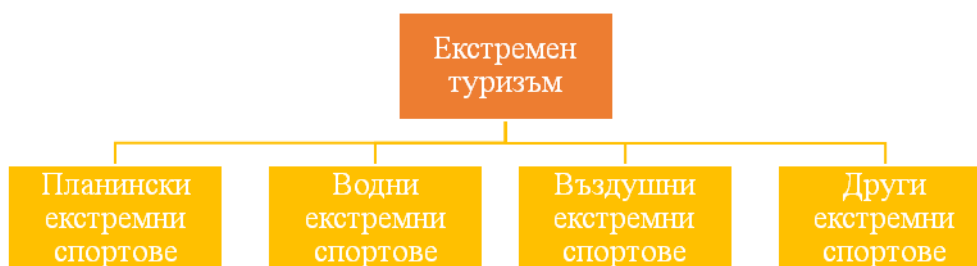 Екстремен
туризъм
Планински
екстремни
спортове
Водни
екстремни
спортове
Въздушни
екстремни
спортове
Други
екстремни
спортове